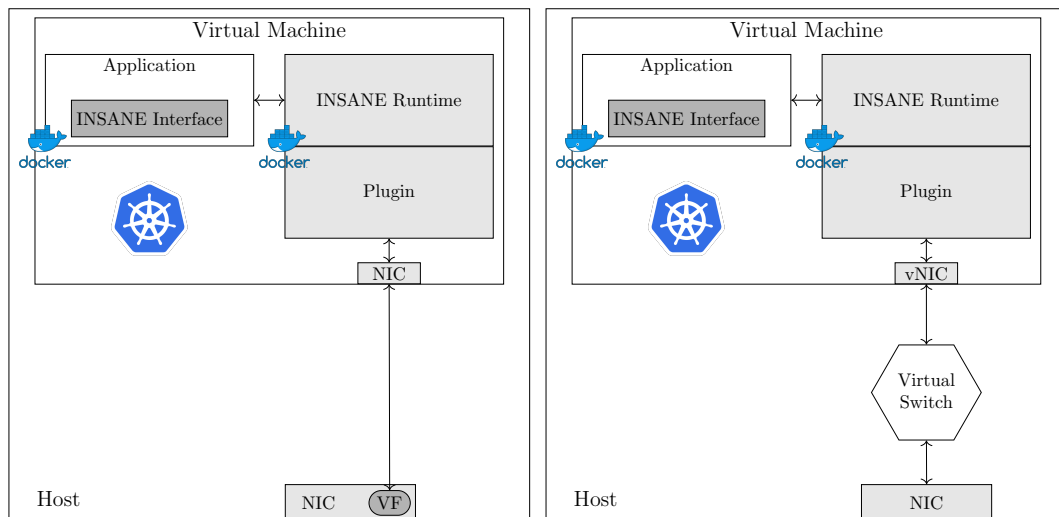 Virtual Machine
Application
INSANE Interface
INSANE Runtime
docker
docker
Plugin
NIC
Host
NIC
VF
Virtual Machine
Application
INSANE Interface
INSANE Runtime
docker
docker
Plugin
vNIC
Virtual
Switch
Host
NIC